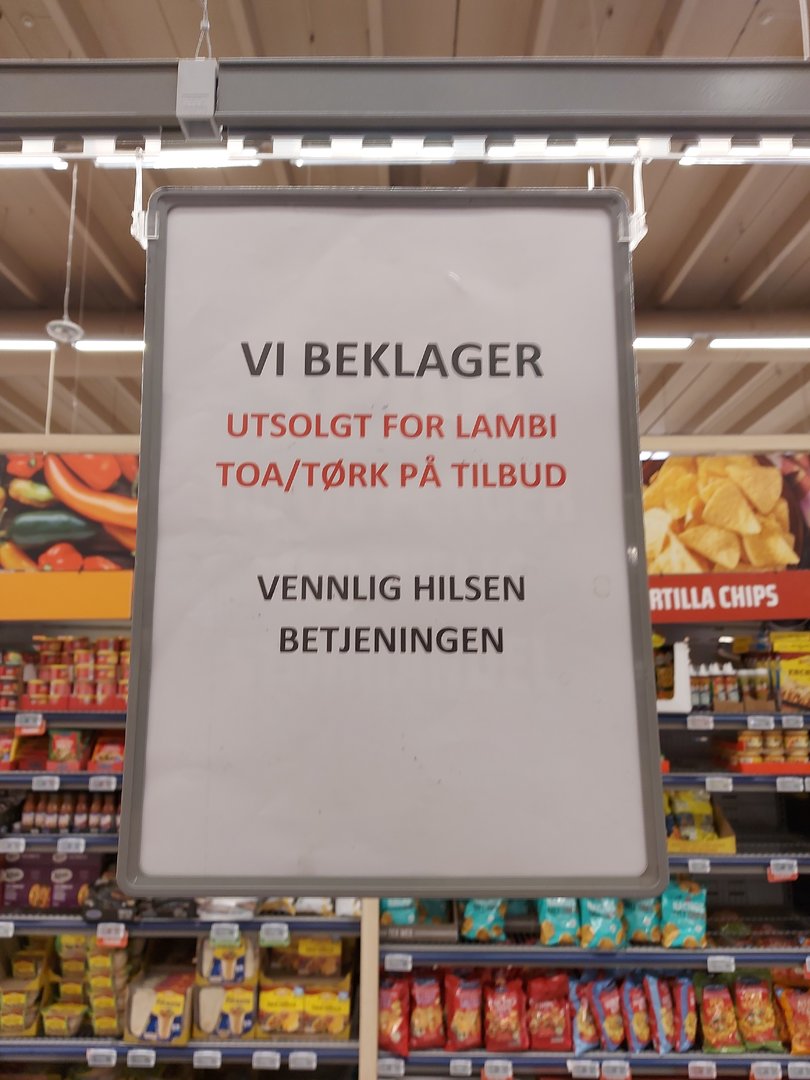 VI BEKLAGER
UTSOLGT FOR LAMBI
TOA/TØRK PÅ TILBUD
VENNLIG HILSEN
BETJENINGEN
RTILLA CHIPS